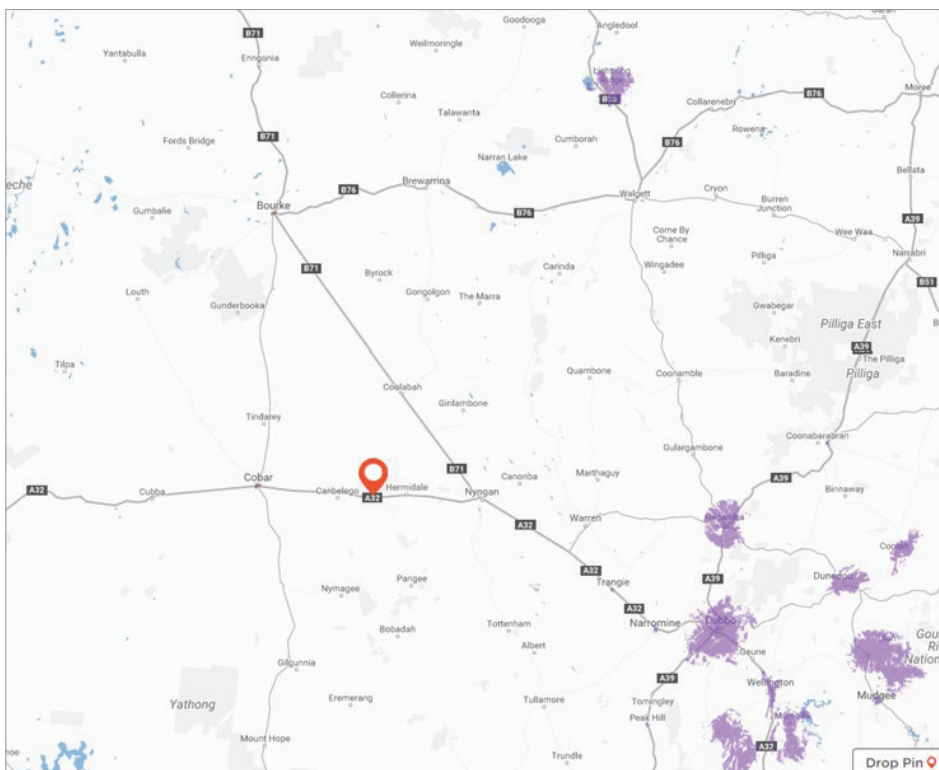 Goodooga
Angledool
B71
Weilmoringle
Yantabulla
Enngonia
Lightning
Ridge
B55
Collerina
Collarenebri
B76
Moree
Talawanta
Rowena
B71
Fords Bridge
Cumborah
B76
Narran Lake
Bellata
Brewarrina
B76
Walgett
Cryon
Burren
Junction
Bourke
B76
Gumbalie
A39
Come By
Chance
Wee Waa
Pilliga
Narrabri
B71
Byrock
Carinda
Wingadee
B51
Louth
Gongolgon
The Marra
Gunderbooka
Gwabegar
Pilliga East
Kenebri
A39
The Pilliga
Tilpa
Quambone
Coonamble
Baradine
Pilliga
Coolabah
Girilambone
Tindarey
Coonabarabran
Gulargambone
B71
Cobar
Canonba
Marthaguy
A39
A32
Cubba
Canbelego
A32
Hermidale
Nyngan
Binnaway
Warren
A32
Gilgandra
Coolah
A32
A39
Dunedoo
Pangee
Nymagee
Trangie
A32
Narromine
Dubbo
Bobadah
Tottenham
Albert
Geurie
Gilgunnia
A39
Wellington
Eremerang
Tullamore
Tomingley
Mudgee
Yathong
Peak Hill
Mount Hope
A32
Trundle
Drop Pin